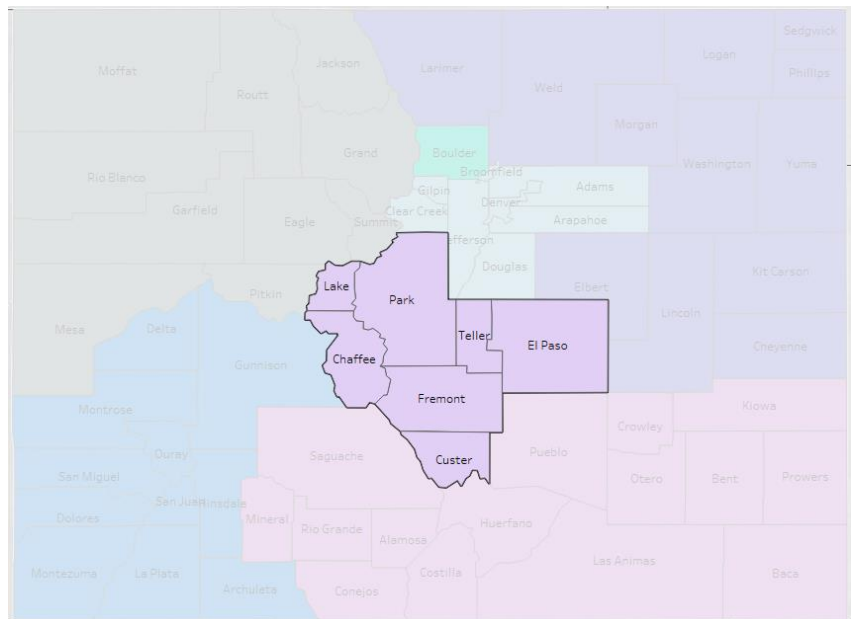 Sedgwick
Logan
Jackson
Larimer
Moffat
Phillips
Weld
Routt
Morgan
Grand
Boulder
Washington
Yuma
Broomfield
Rio Blanco
Adams
Gilpin
Denver
Garfield
Clear Creek
Arapahoe
Eagle
Summit
Jefferson
Douglas
Kit Carson
Lake
Elbert
Pitkin
Park
Lincoln
Mesa
Delta
Teller
El Paso
Cheyenne
Chaffee
Gunnison
Fremont
Kiowa
Montrose
Crowley
Ouray
Saguache
Custer
Pueblo
San Miguel
Otero
Bent
Prowers
San Juan
Hinsdale
Dolores
Mineral
Rio Grande
Huerfano
Alamosa
Las Animas
Montezuma
La Plata
Costilla
Baca
Archuleta
Conejos